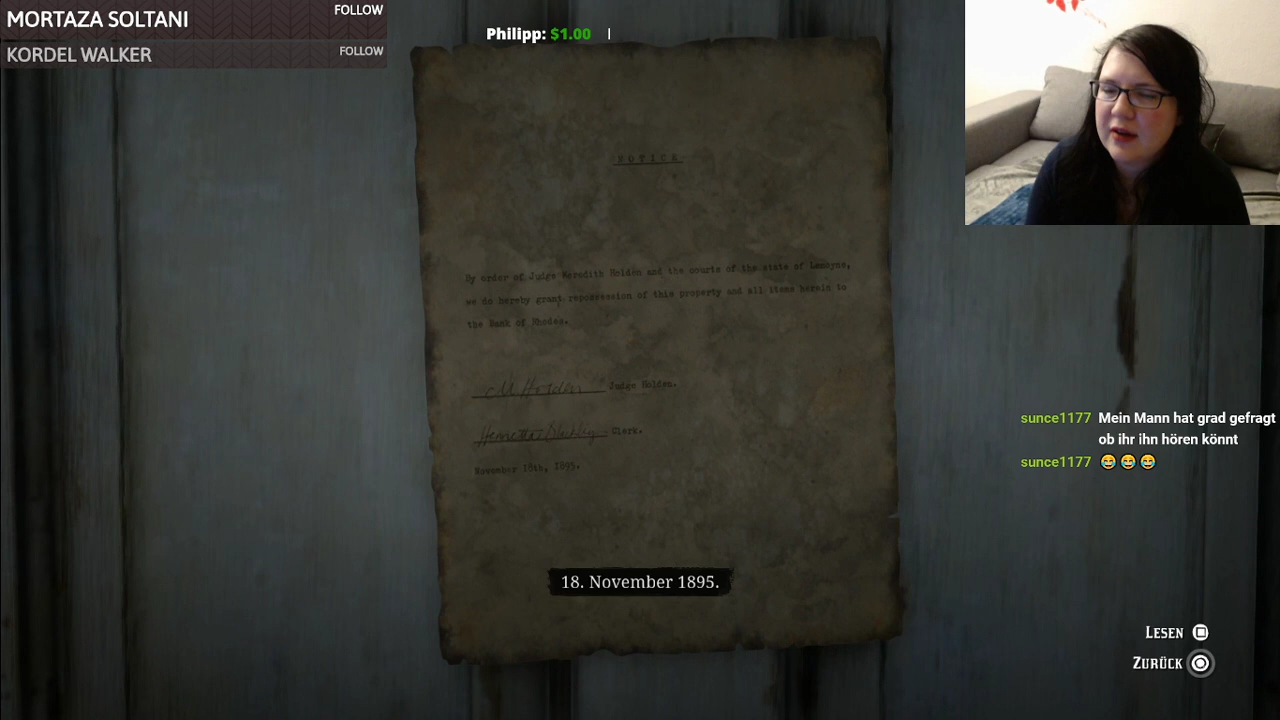 MORTAZA SOLTANI FOLLOW
KORDEL WALKER FOLLOW
Philipp: $1.00
NOTICE
By order of Judge Meredith Holden and the courts of the state of Lemoyne,
we do hereby grant repossession of this property and all items herein to
the Bank of Rhodes.
M Holden Judge Holden.
Henrietta Clerk.
November 18th, 1895.
18. November 1895.
sunce1177 Mein Mann hat grad gefragt
ob ihr ihn hören könnt
sunce1177 😂😂😂
LESEN
ZURÜCK